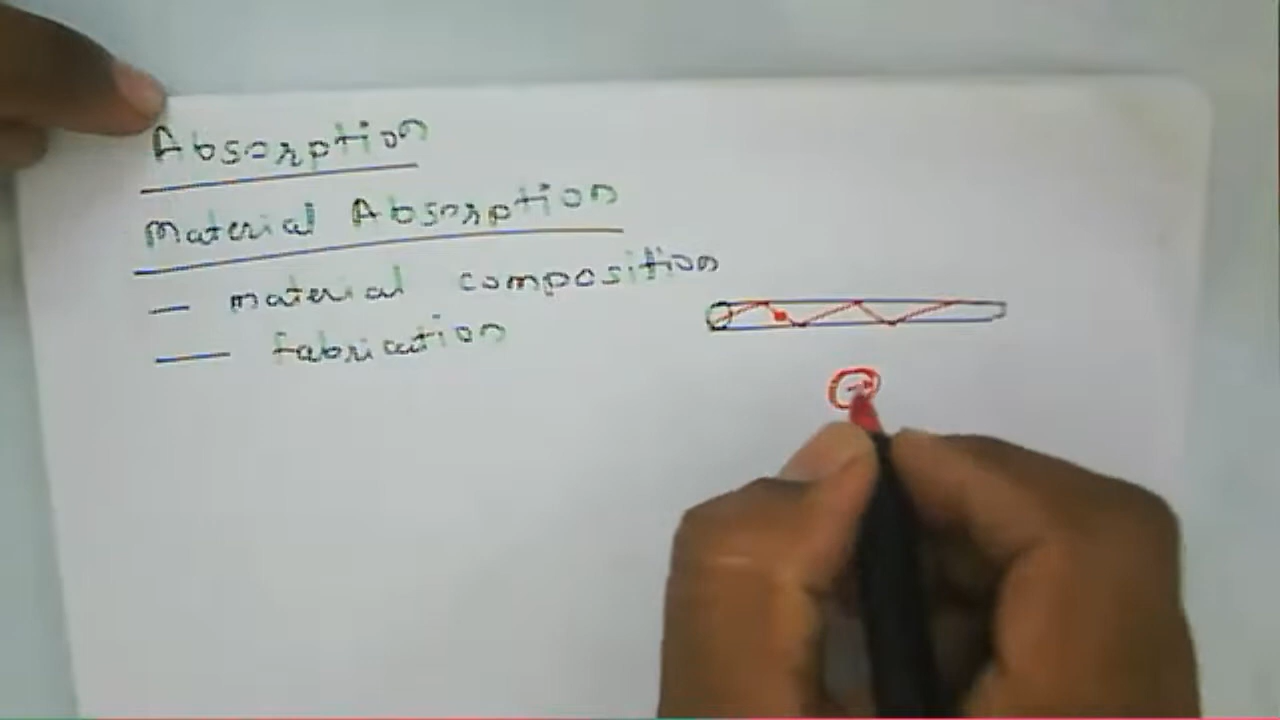 Absorption
Material Absorption
— material composition
— fabrication